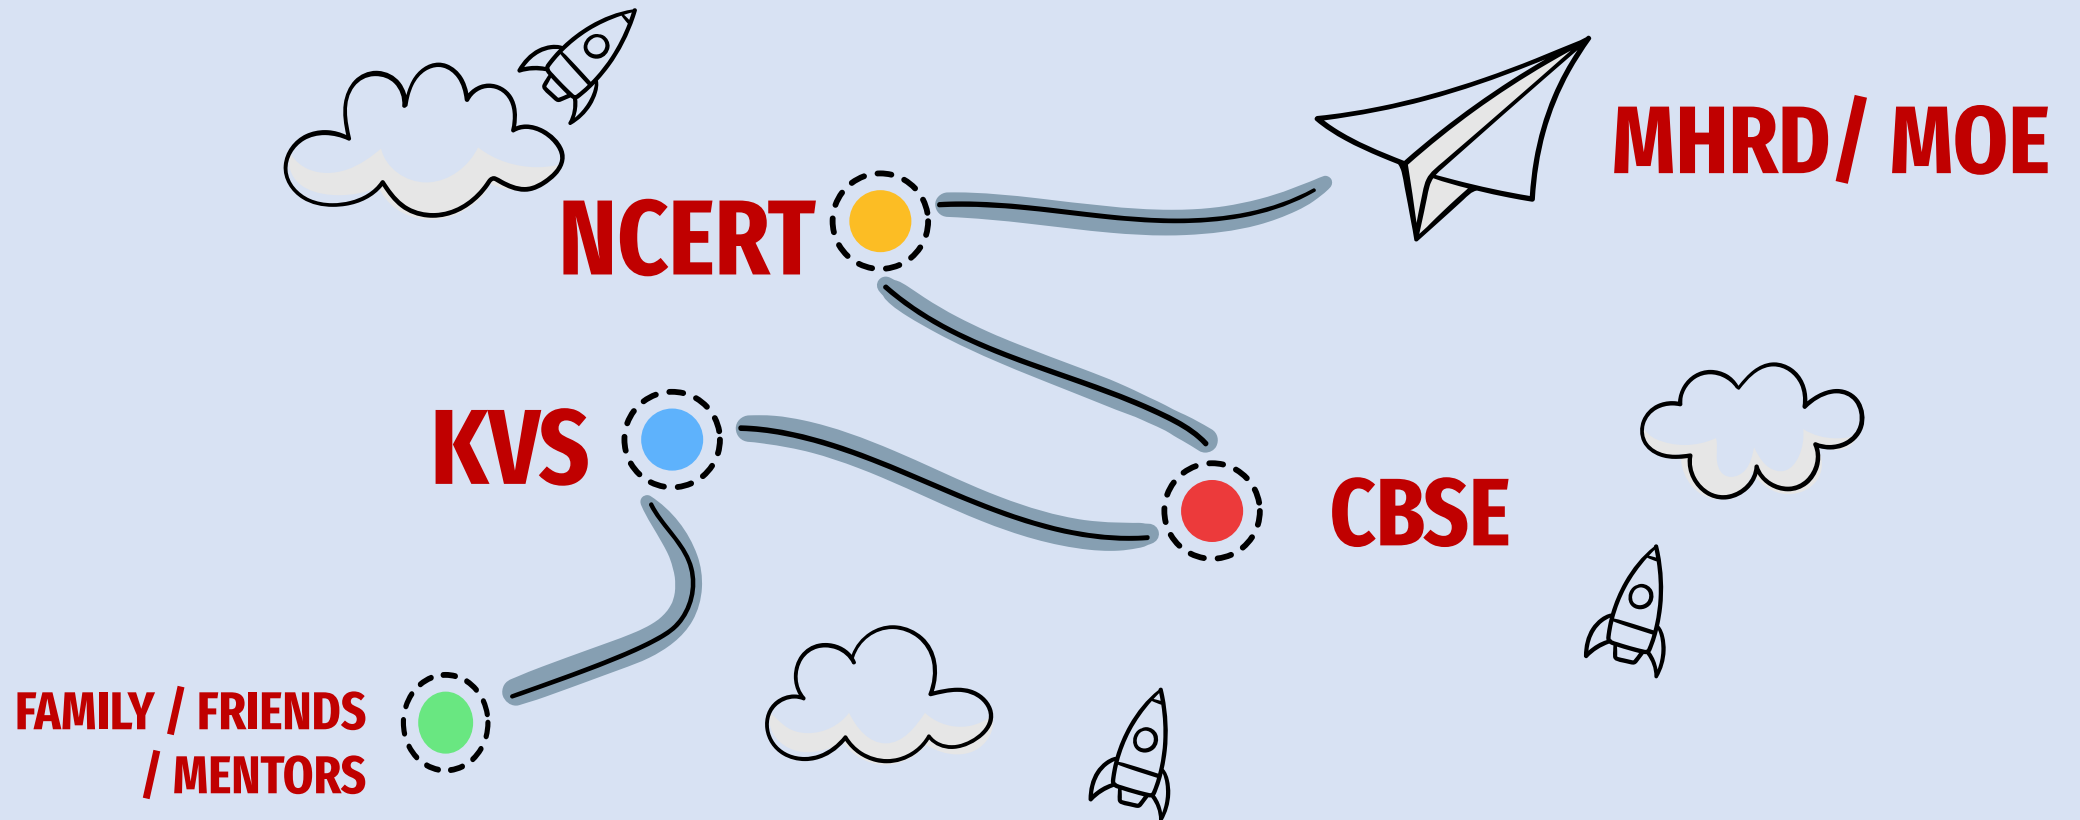 MHRD/ MOE
NCERT
KVS
CBSE
FAMILY / FRIENDS
/ MENTORS